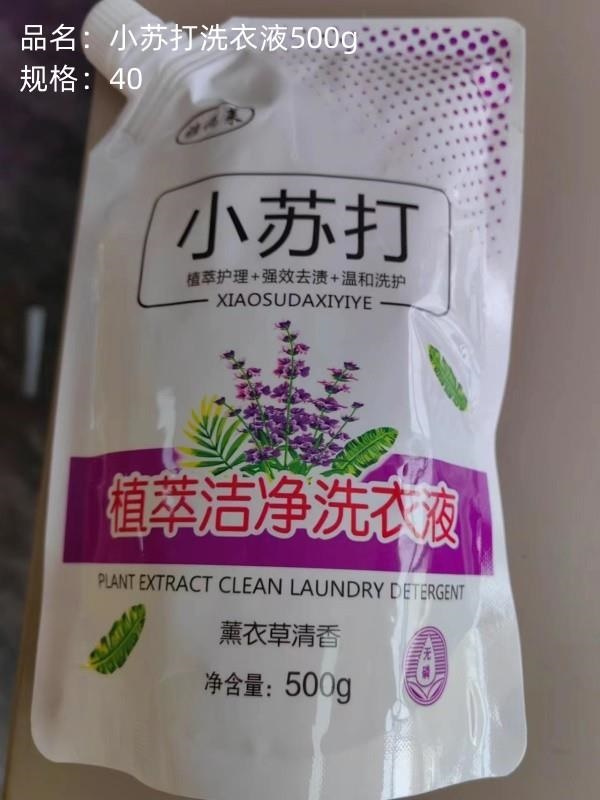 品名：小苏打洗衣液500g
规格：40
小苏打
植萃护理+强效去渍+温和洗护
XIAOSUDAXIYIYE
植萃洁净洗衣液
PLANT EXTRACT CLEAN LAUNDRY DETERGENT
薰衣草清香
无磷
净含量：500g